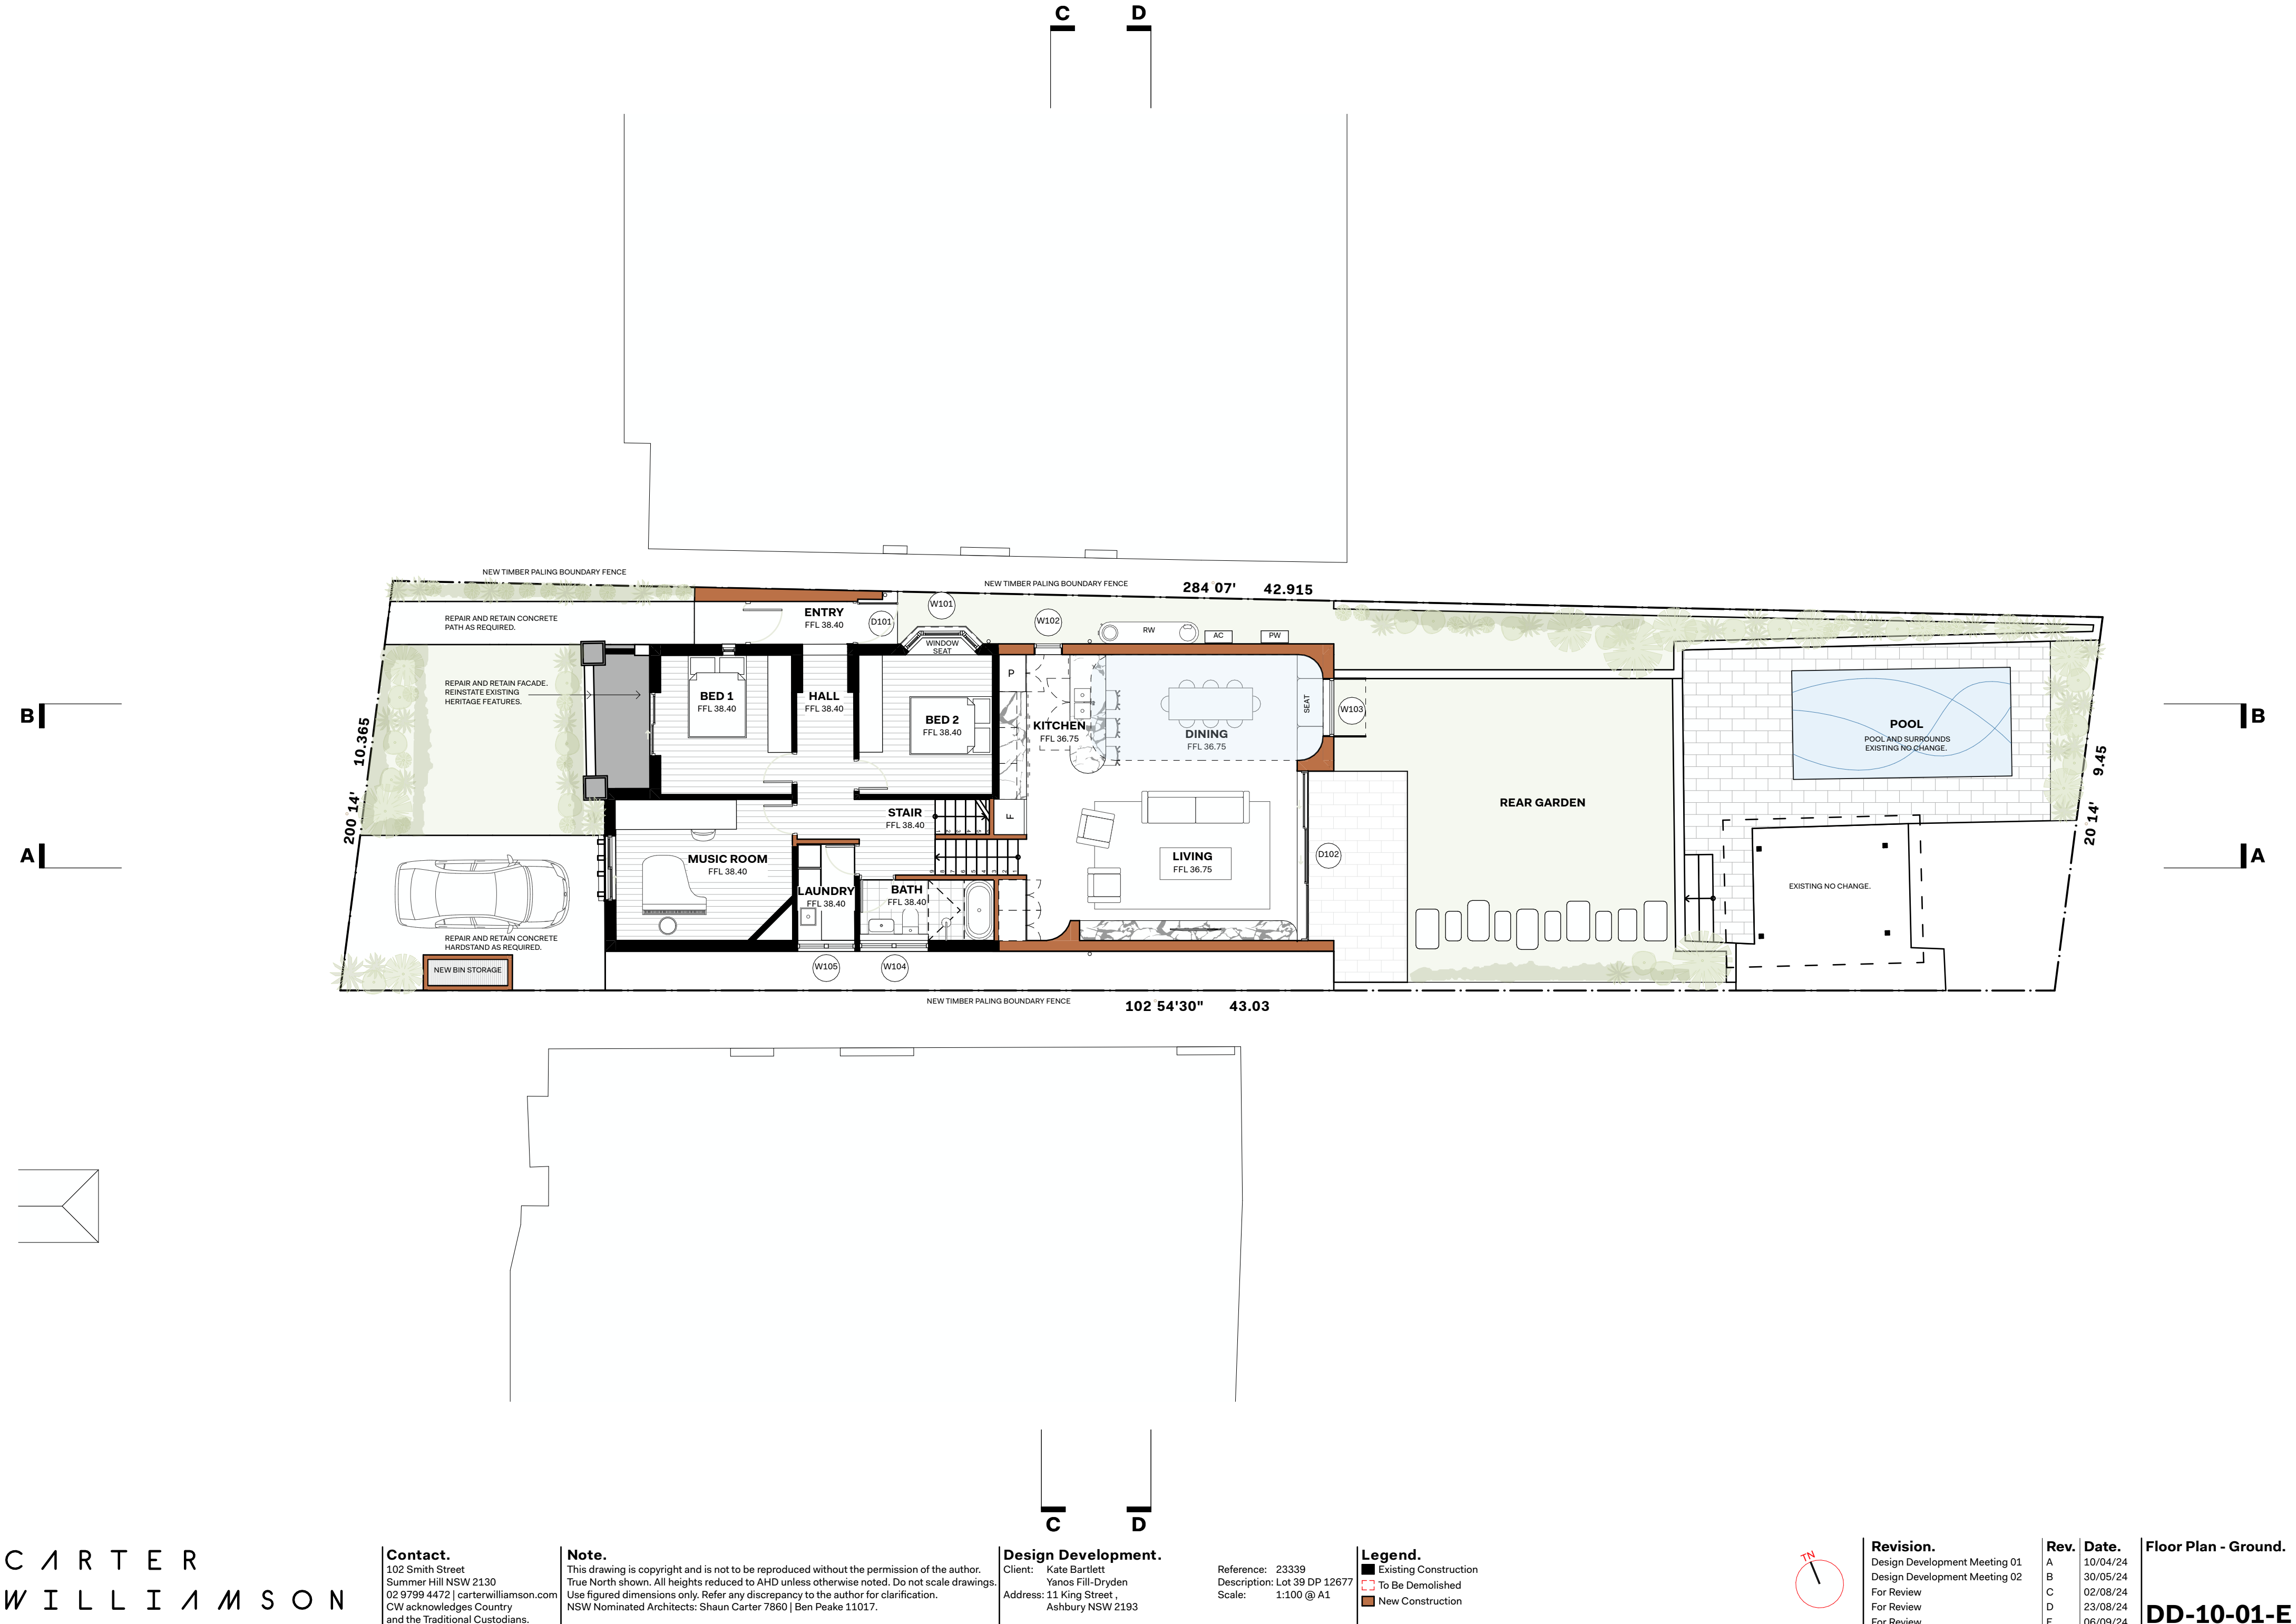 C D
NEW TIMBER PALING BOUNDARY FENCE
NEW TIMBER PALING BOUNDARY FENCE
284 07' 42.915
REPAIR AND RETAIN CONCRETE
PATH AS REQUIRED.
ENTRY
FFL 38.40
D101
W101
W102
WINDOW
SEAT
RW
AC
PW
REPAIR AND RETAIN FACADE.
REINSTATE EXISTING
HERITAGE FEATURES.
BED 1
FFL 38.40
HALL
FFL 38.40
BED 2
FFL 38.40
P
KITCHEN
FFL 36.75
DINING
FFL 36.75
SEAT
W103
POOL
POOL AND SURROUNDS
EXISTING NO CHANGE.
B
B
10.365
200 14'
9.45
20 14'
REAR GARDEN
STAIR
FFL 38.40
F
A
A
MUSIC ROOM
FFL 38.40
LAUNDRY
FFL 38.40
BATH
FFL 38.40
LIVING
FFL 36.75
D102
EXISTING NO CHANGE.
REPAIR AND RETAIN CONCRETE
HARDSTAND AS REQUIRED.
NEW BIN STORAGE
W105
W104
NEW TIMBER PALING BOUNDARY FENCE
102 54'30" 43.03
C D
CARTER
WILLIAMSON
Contact.
102 Smith Street
Summer Hill NSW 2130
02 9799 4472 | carterwilliamson.com
CW acknowledges Country
and the Traditional Custodians.
Note.
This drawing is copyright and is not to be reproduced without the permission of the author.
True North shown. All heights reduced to AHD unless otherwise noted. Do not scale drawings.
Use figured dimensions only. Refer any discrepancy to the author for clarification.
NSW Nominated Architects: Shaun Carter 7860 | Ben Peake 11017.
Design Development.
Client: Kate Bartlett
Yanos Fill-Dryden
Address: 11 King Street ,
Ashbury NSW 2193
Reference: 23339
Description: Lot 39 DP 12677
Scale: 1:100 @ A1
Legend.
Existing Construction
To Be Demolished
New Construction
TN
Revision. Rev. Date.
Design Development Meeting 01 A 10/04/24
Design Development Meeting 02 B 30/05/24
For Review C 02/08/24
For Review D 23/08/24
For Review E 06/09/24
Floor Plan - Ground.
DD-10-01-E